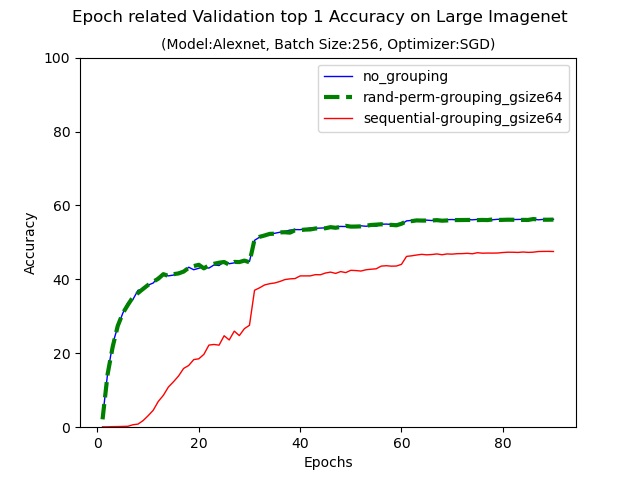 Epoch related Validation top 1 Accuracy on Large Imagenet
(Model:Alexnet, Batch Size:256, Optimizer:SGD)
100
no_grouping
rand-perm-grouping_gsize64
sequential-grouping_gsize64
80
60
Accuracy
40
20
0
0 20 40 60 80
Epochs